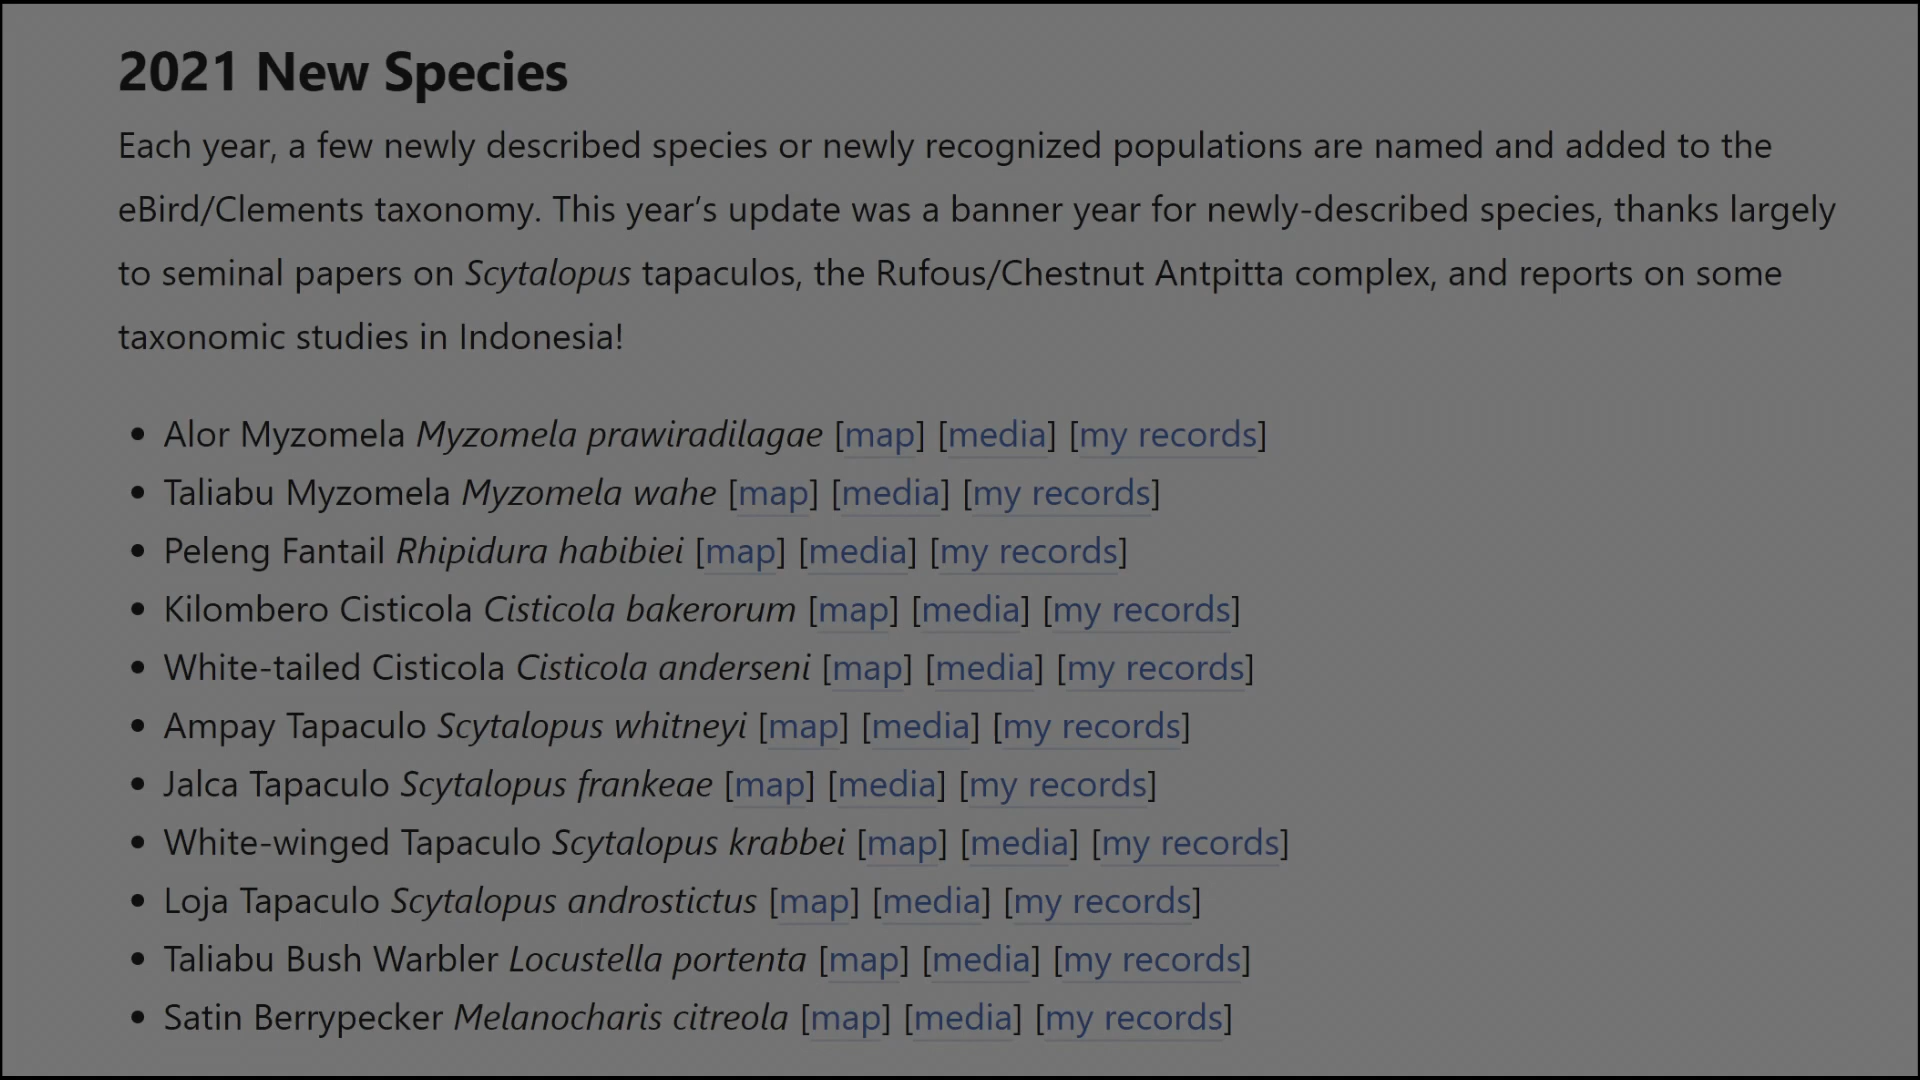 2021 New Species
Each year, a few newly described species or newly recognized populations are named and added to the
eBird/Clements taxonomy. This year’s update was a banner year for newly-described species, thanks largely
to seminal papers on Scytalopus tapaculos, the Rufous/Chestnut Antpitta complex, and reports on some
taxonomic studies in Indonesia!
• Alor Myzomela Myzomela prawiradilagae [map] [media] [my records]
• Taliabu Myzomela Myzomela wahe [map] [media] [my records]
• Peleng Fantail Rhipidura habibiei [map] [media] [my records]
• Kilombero Cisticola Cisticola bakerorum [map] [media] [my records]
• White-tailed Cisticola Cisticola anderseni [map] [media] [my records]
• Ampay Tapaculo Scytalopus whitneyi [map] [media] [my records]
• Jalca Tapaculo Scytalopus frankeae [map] [media] [my records]
• White-winged Tapaculo Scytalopus krabbei [map] [media] [my records]
• Loja Tapaculo Scytalopus androstictus [map] [media] [my records]
• Taliabu Bush Warbler Locustella portenta [map] [media] [my records]
• Satin Berrypecker Melanocharis citreola [map] [media] [my records]